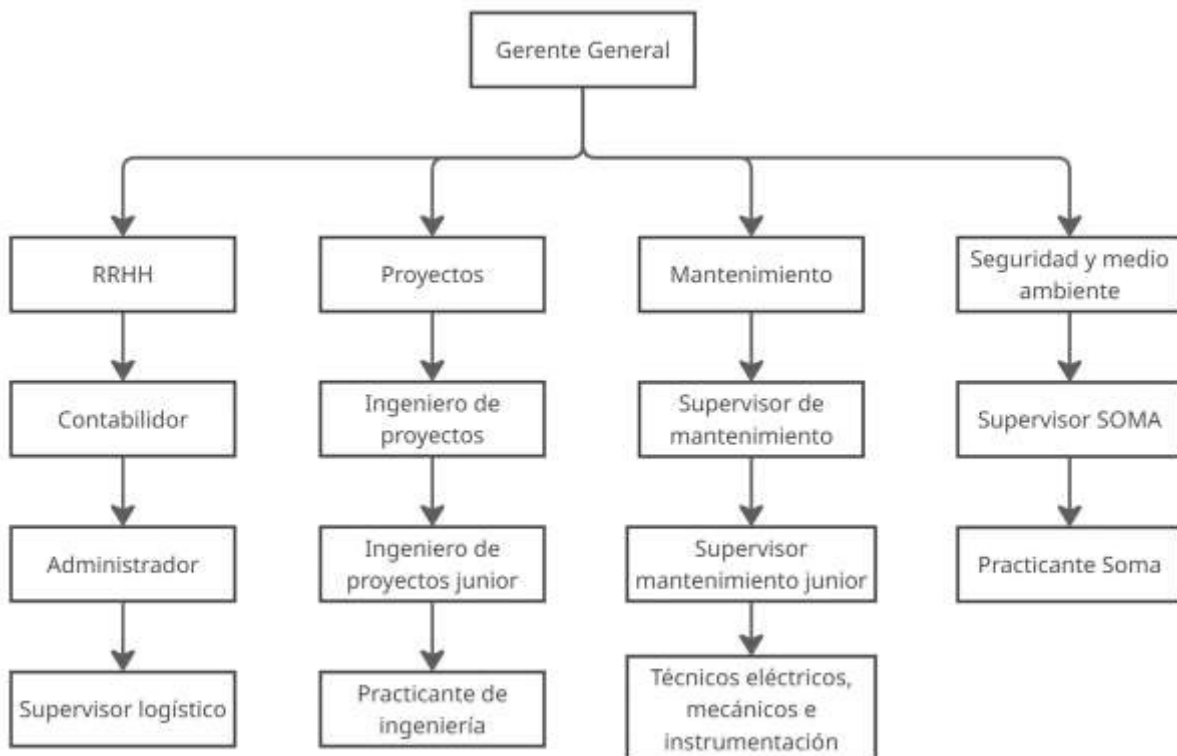 Gerente General
RRHH
Proyectos
Mantenimiento
Seguridad y medio
ambiente
Contabilidor
Ingeniero de
proyectos
Supervisor de
mantenimiento
Supervisor SOMA
Administrador
Ingeniero de
proyectos junior
Supervisor
mantenimiento junior
Practicante Soma
Supervisor logístico
Practicante de
ingeniería
Técnicos eléctricos,
mecánicos e
instrumentación